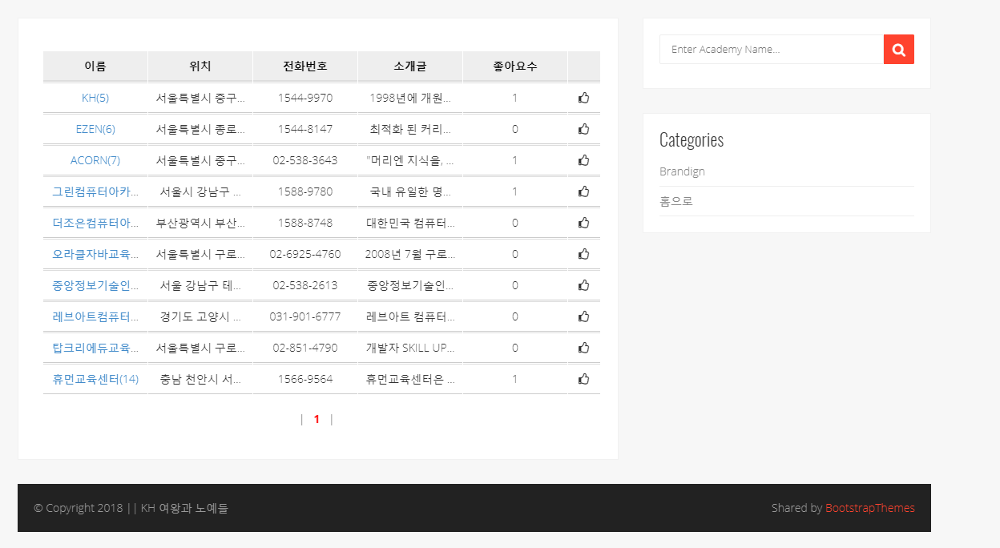 이름 위치 전화번호 소개글 좋아요수
KH(5) 서울특별시 중구... 1544-9970 1998년에 개원... 1
EZEN(6) 서울특별시 종로... 1544-8147 최적화 된 커리... 0
ACORN(7) 서울특별시 중구... 02-538-3643 "머리엔 지식을, ... 1
그린컴퓨터아카... 서울시 강남구 ... 1588-9780 국내 유일한 명... 1
더조은컴퓨터아... 부산광역시 부산... 1588-8748 대한민국 컴퓨터... 0
오라클자바교육... 서울특별시 구로... 02-6925-4760 2008년 7월 구로... 0
중앙정보기술인... 서울 강남구 테... 02-538-2613 중앙정보기술인... 0
레브아트컴퓨터... 경기도 고양시 ... 031-901-6777 레브아트 컴퓨터... 0
탑크리에듀교육... 서울특별시 구로... 02-851-4790 개발자 SKILL UP... 0
휴먼교육센터(14) 충남 천안시 서... 1566-9564 휴먼교육센터은 ... 1
| 1 |
Enter Academy Name...
Categories
Brandign
홈으로
© Copyright 2018 || KH 여왕과 노예들
Shared by BootstrapThemes